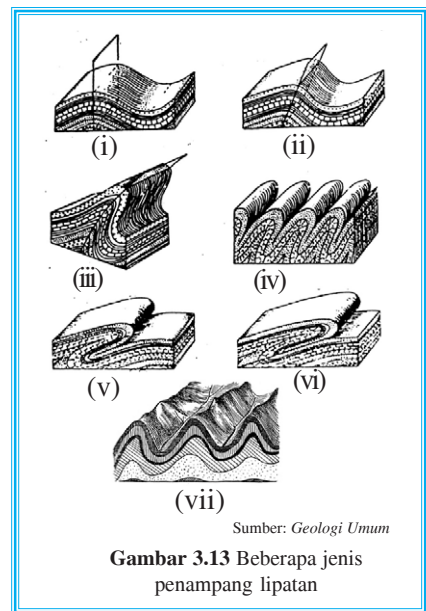 (i) (ii)
(iii) (iv)
(v) (vi)
(vii)
Sumber: Geologi Umum
Gambar 3.13 Beberapa jenis
penampang lipatan